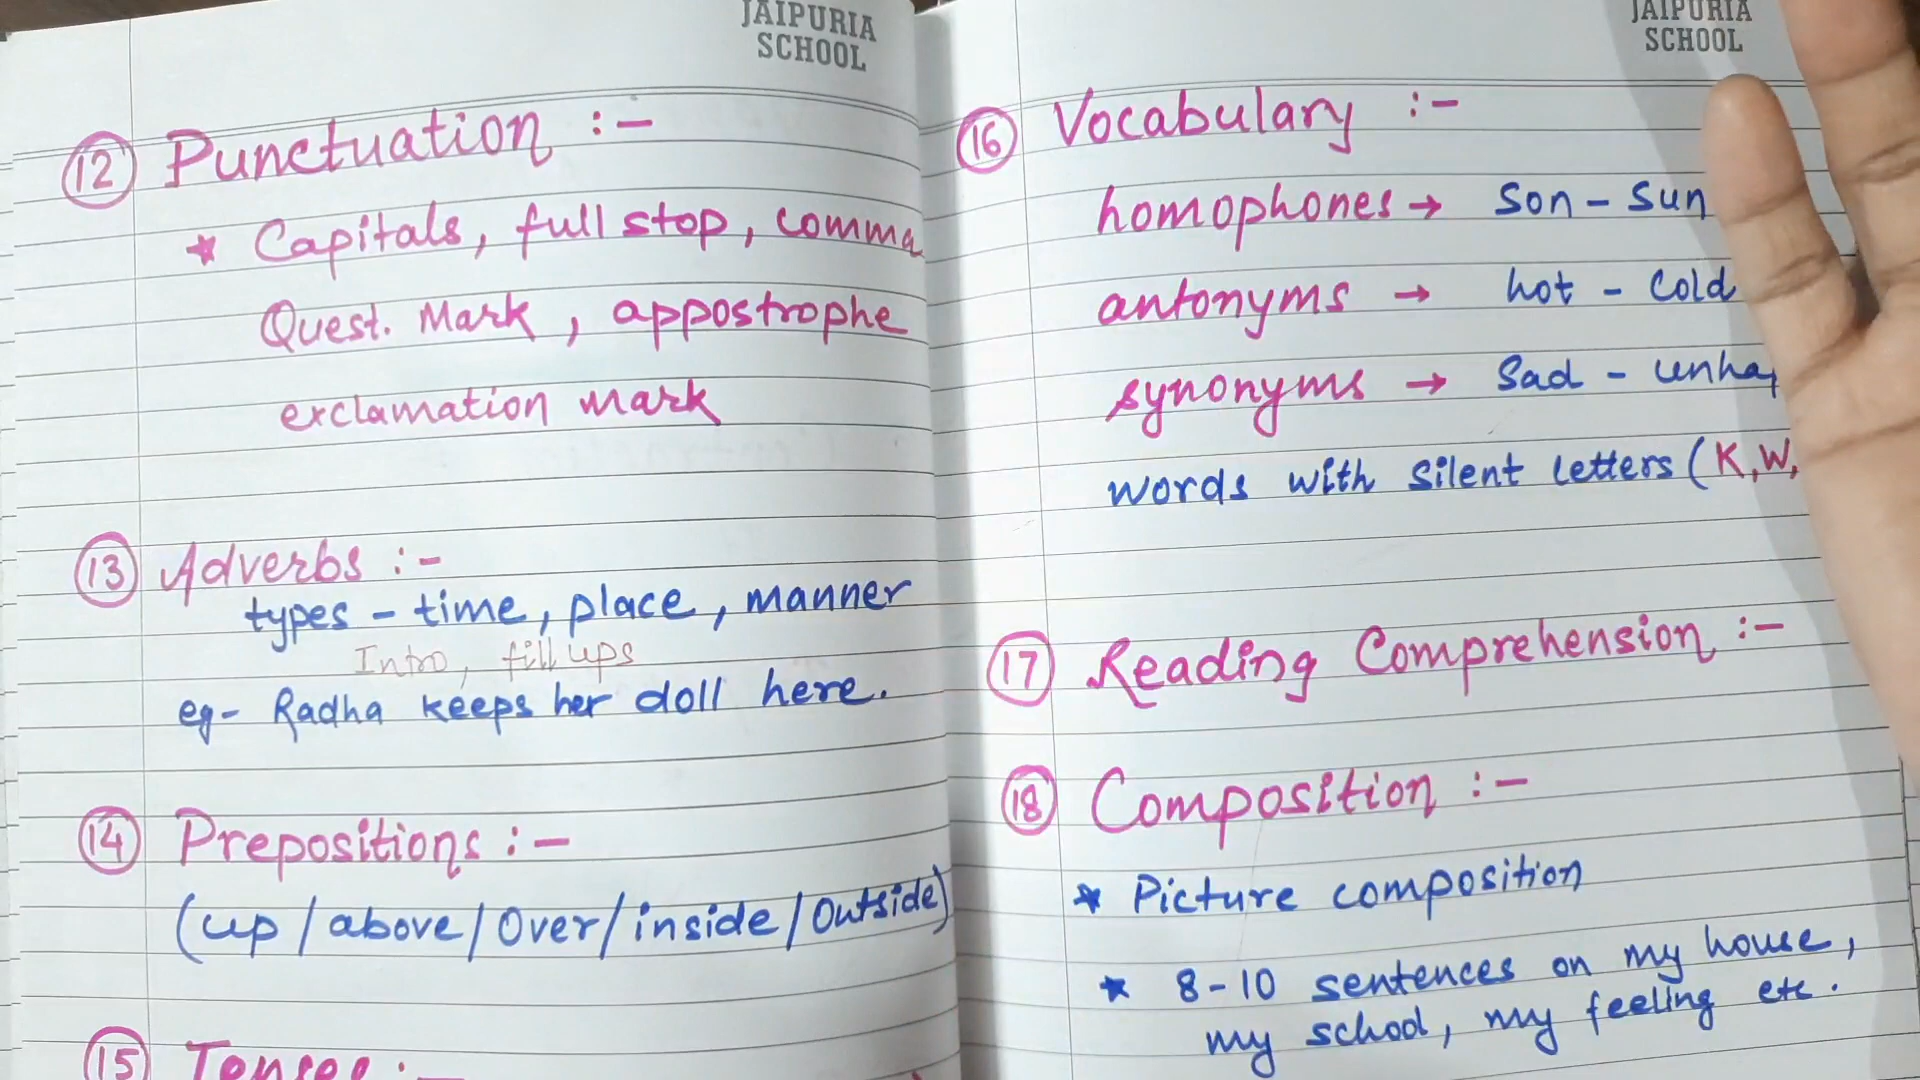 JAIPURIA
SCHOOL
12 Punctuation :-
* Capitals, full stop, comma
Quest. Mark, appostrophe
exclamation mark
13 Adverbs :-
types - time, place, manner
Intro, fill ups
eg- Radha keeps her doll here.
14 Prepositions :-
(up / above / Over / inside / Outside)
15 Tenses :-
JAIPURIA
SCHOOL
16 Vocabulary :-
homophones → Son - Sun
antonyms → hot - Cold
synonyms → Sad -
words with silent letters (K, W,
17 Reading Comprehension :-
18 Composition :-
* Picture composition
* 8-10 sentences on my house,
my school, my feeling etc.